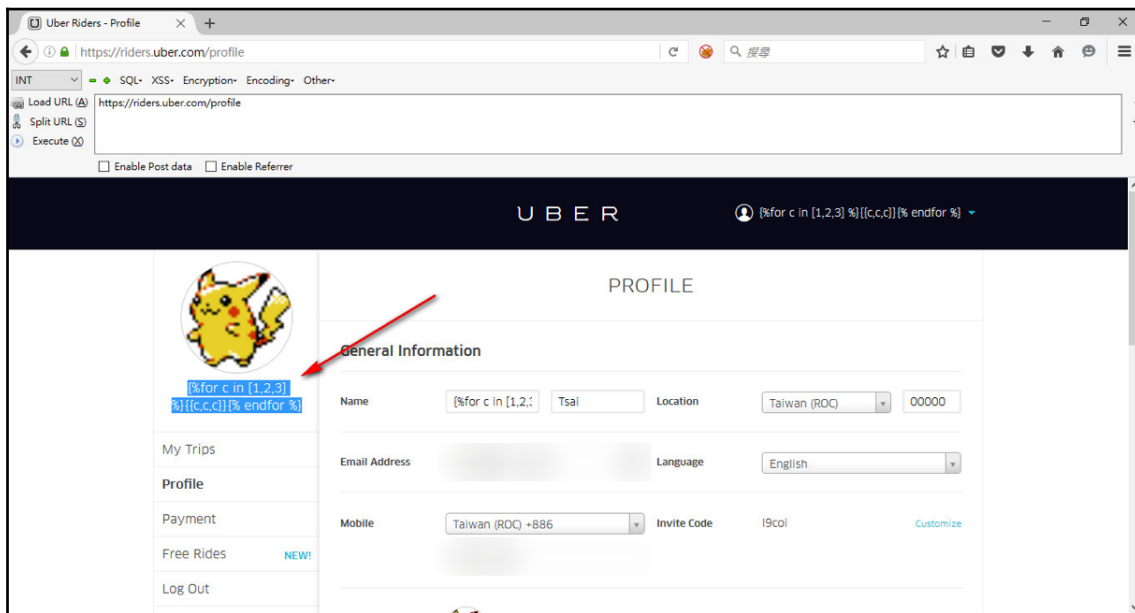 Uber Riders - Profile
https://riders.uber.com/profile
搜尋
INT SQL- XSS- Encryption- Encoding- Other-
Load URL (A) https://riders.uber.com/profile
Split URL (S)
Execute (X)
Enable Post data Enable Referrer
UBER {%for c in [1,2,3] %}{{c,c,c}}{% endfor %}
PROFILE
General Information
{%for c in [1,2,3]
%}{{c,c,c}}{% endfor %}
Name {%for c in [1,2,: Tsai Location Taiwan (ROC) 00000
My Trips
Email Address Language English
Profile
Payment
Mobile Taiwan (ROC) +886 Invite Code l9coi Customize
Free Rides NEW!
Log Out